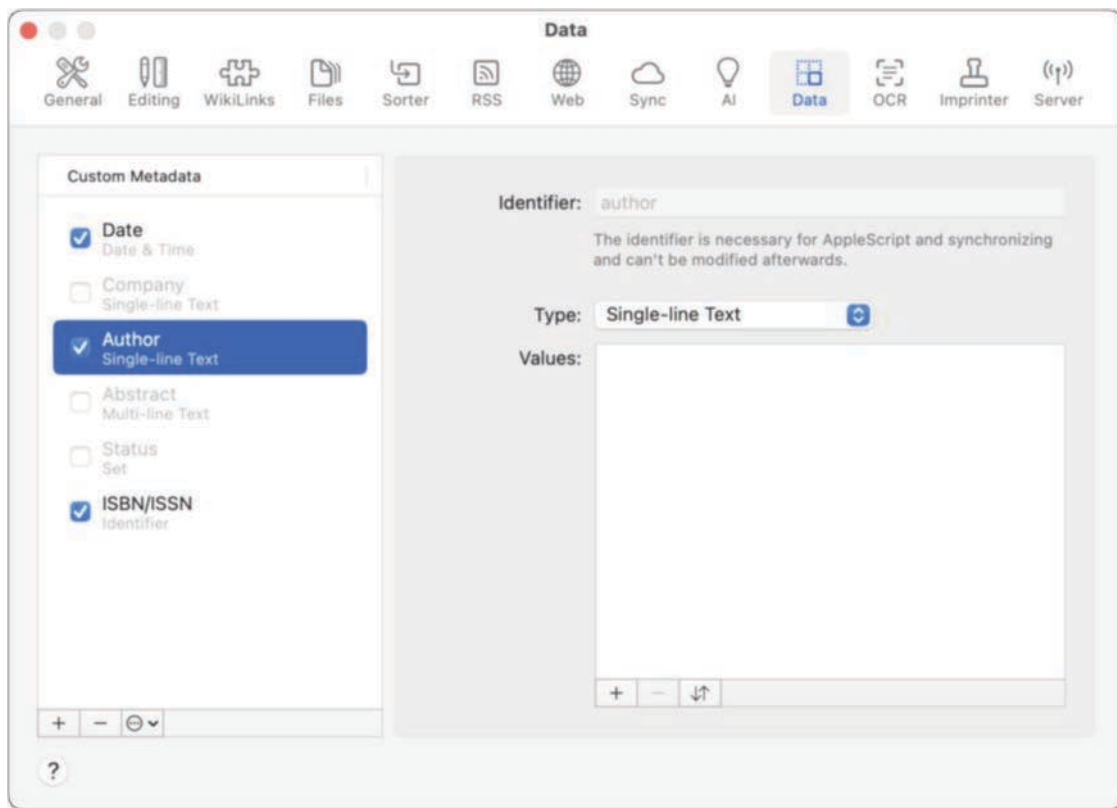 Data
General Editing WikiLinks Files Sorter RSS Web Sync AI Data OCR Imprinter Server
Custom Metadata
Date
Date & Time
Company
Single-line Text
Author
Single-line Text
Abstract
Multi-line Text
Status
Set
ISBN/ISSN
Identifier
Identifier: author
The identifier is necessary for AppleScript and synchronizing
and can't be modified afterwards.
Type: Single-line Text
Values:
+ −
+ −
?